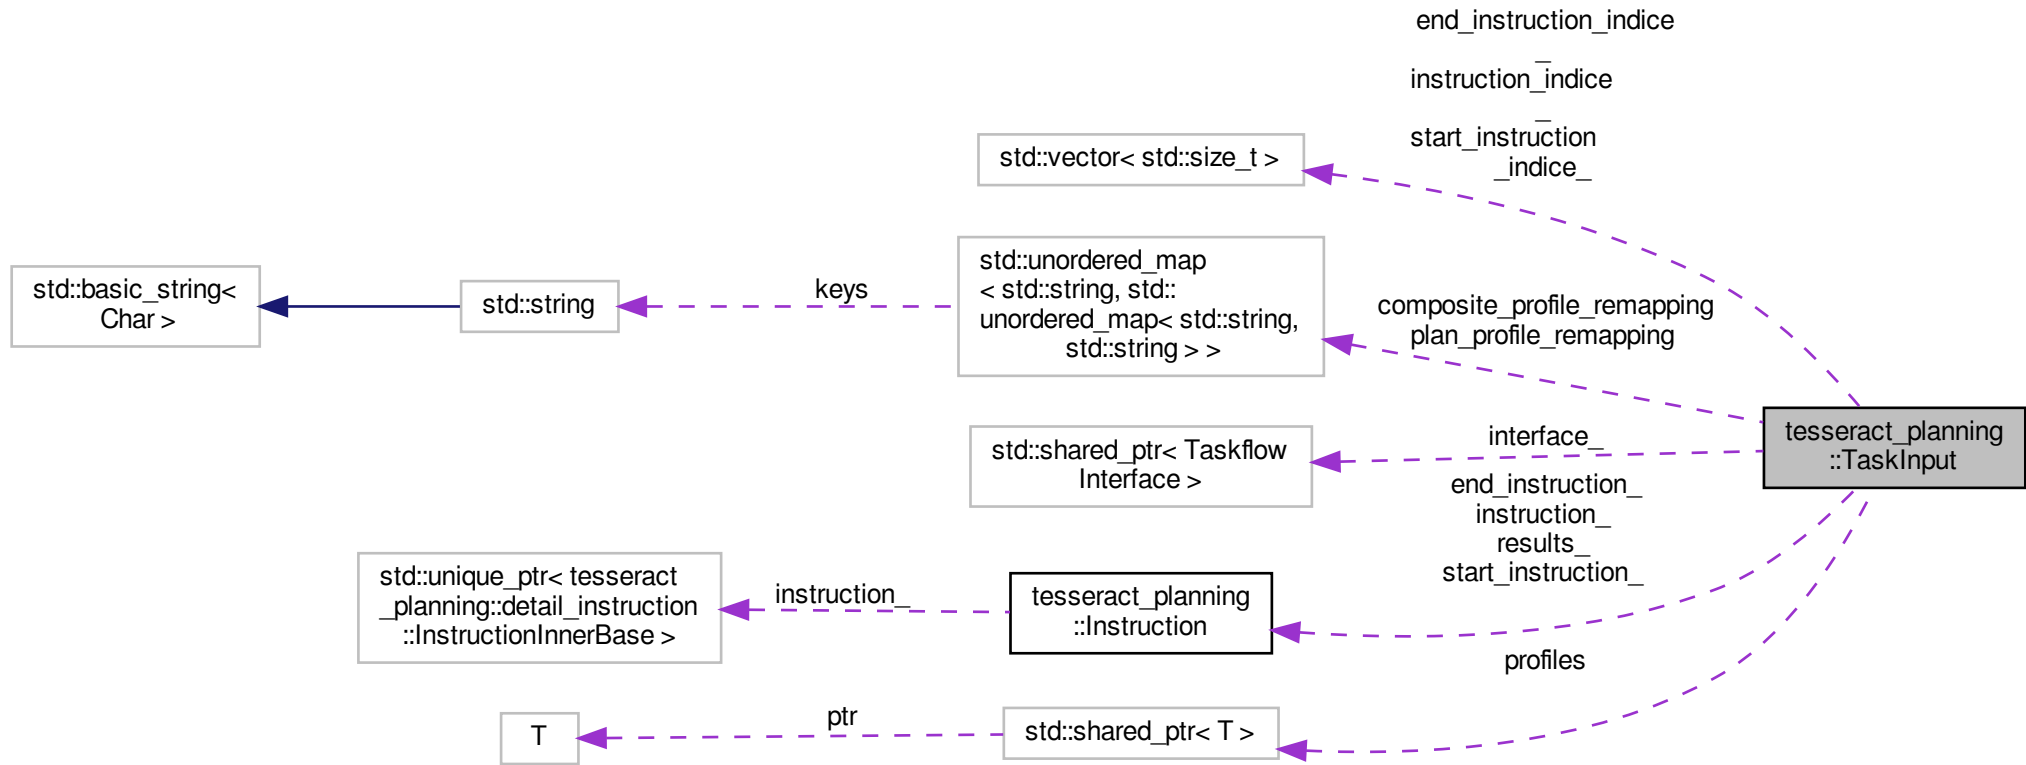 end_instruction_indice
_
instruction_indice
_
start_instruction
_indice_
std::vector< std::size_t >
std::unordered_map
< std::string, std::
unordered_map< std::string,
std::string > >
std::basic_string<
Char >
std::string
keys
composite_profile_remapping
plan_profile_remapping
tesseract_planning
::TaskInput
std::shared_ptr< Taskflow
Interface >
interface_
end_instruction_
instruction_
results_
start_instruction_
std::unique_ptr< tesseract
_planning::detail_instruction
::InstructionInnerBase >
instruction_
tesseract_planning
::Instruction
profiles
T
ptr
std::shared_ptr< T >